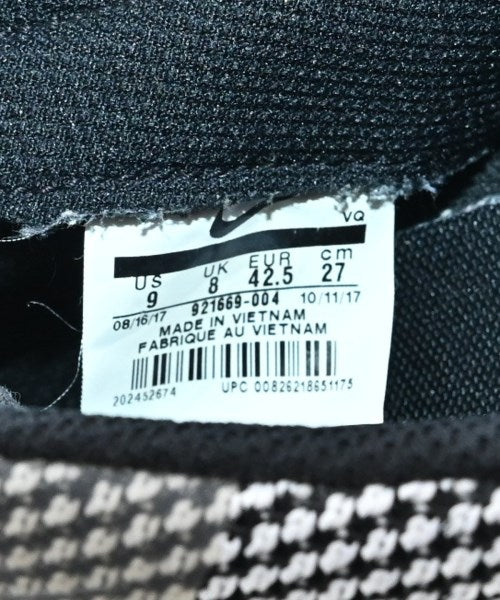 VQ
US UK EUR cm
9 8 42.5 27
08/16/17 921669-004 10/11/17
MADE IN VIETNAM
FABRIQUE AU VIETNAM
202452674 UPC 00826218651175